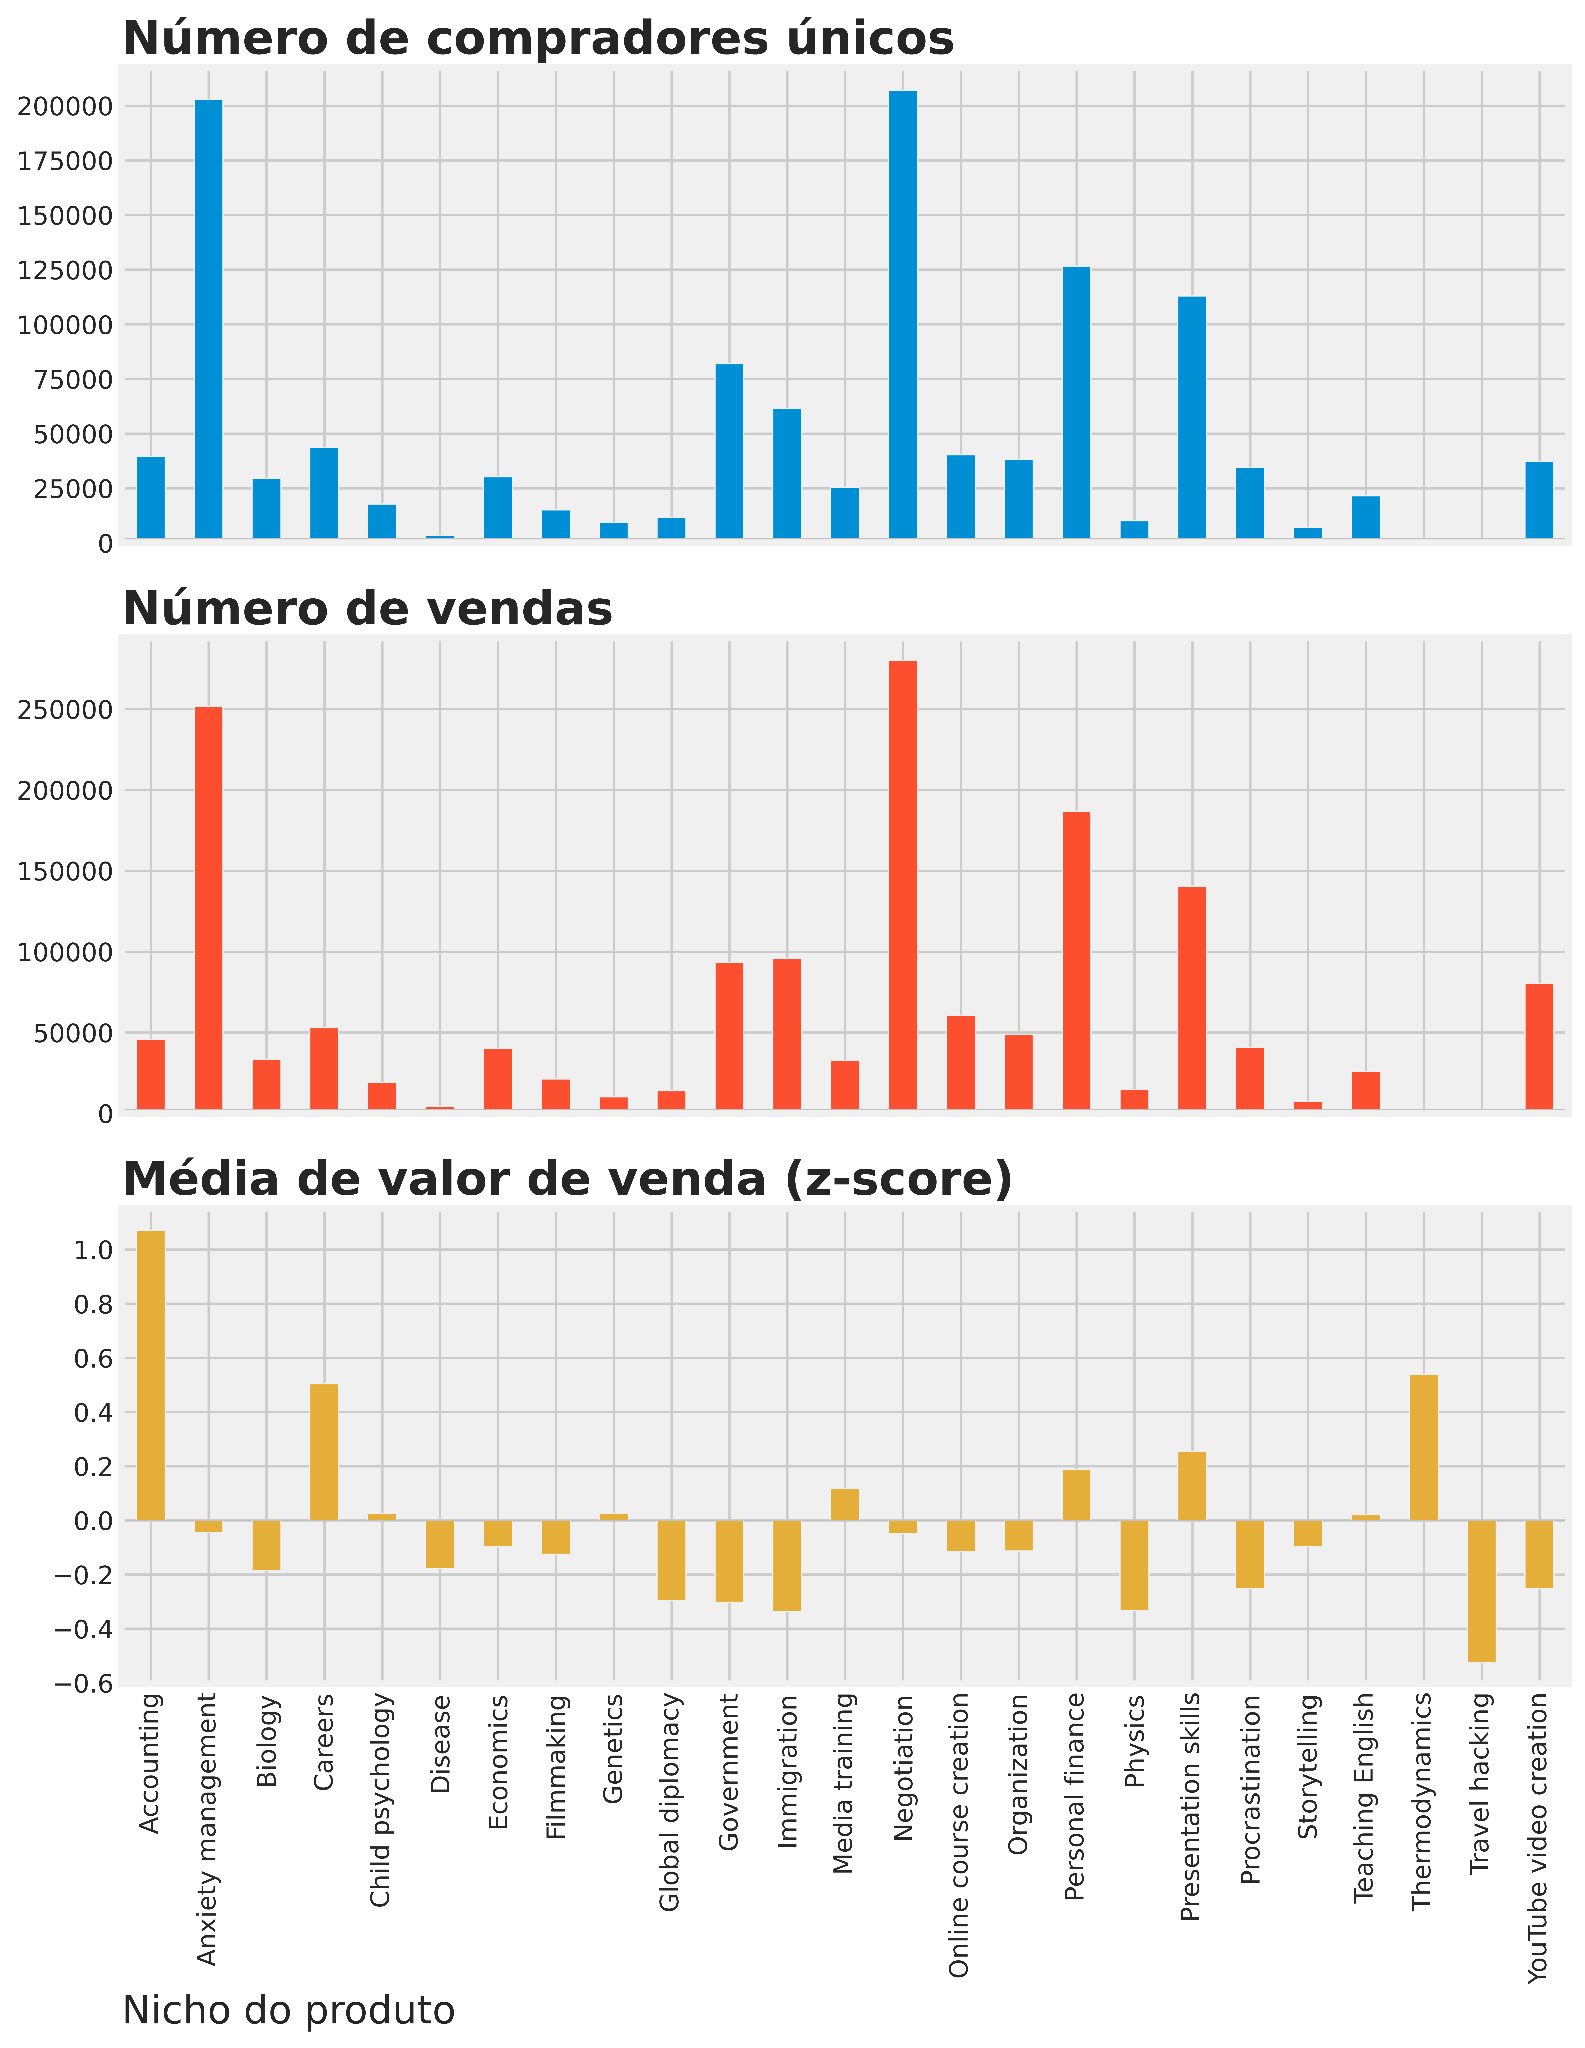 Número de compradores únicos
200000
175000
150000
125000
100000
75000
50000
25000
0
Número de vendas
250000
200000
150000
100000
50000
0
Média de valor de venda (z-score)
1.0
0.8
0.6
0.4
0.2
0.0
−0.2
−0.4
−0.6
Accounting
Anxiety management
Biology
Careers
Child psychology
Disease
Economics
Filmmaking
Genetics
Global diplomacy
Government
Immigration
Media training
Negotiation
Online course creation
Organization
Personal finance
Physics
Presentation skills
Procrastination
Storytelling
Teaching English
Thermodynamics
Travel hacking
YouTube video creation
Nicho do produto